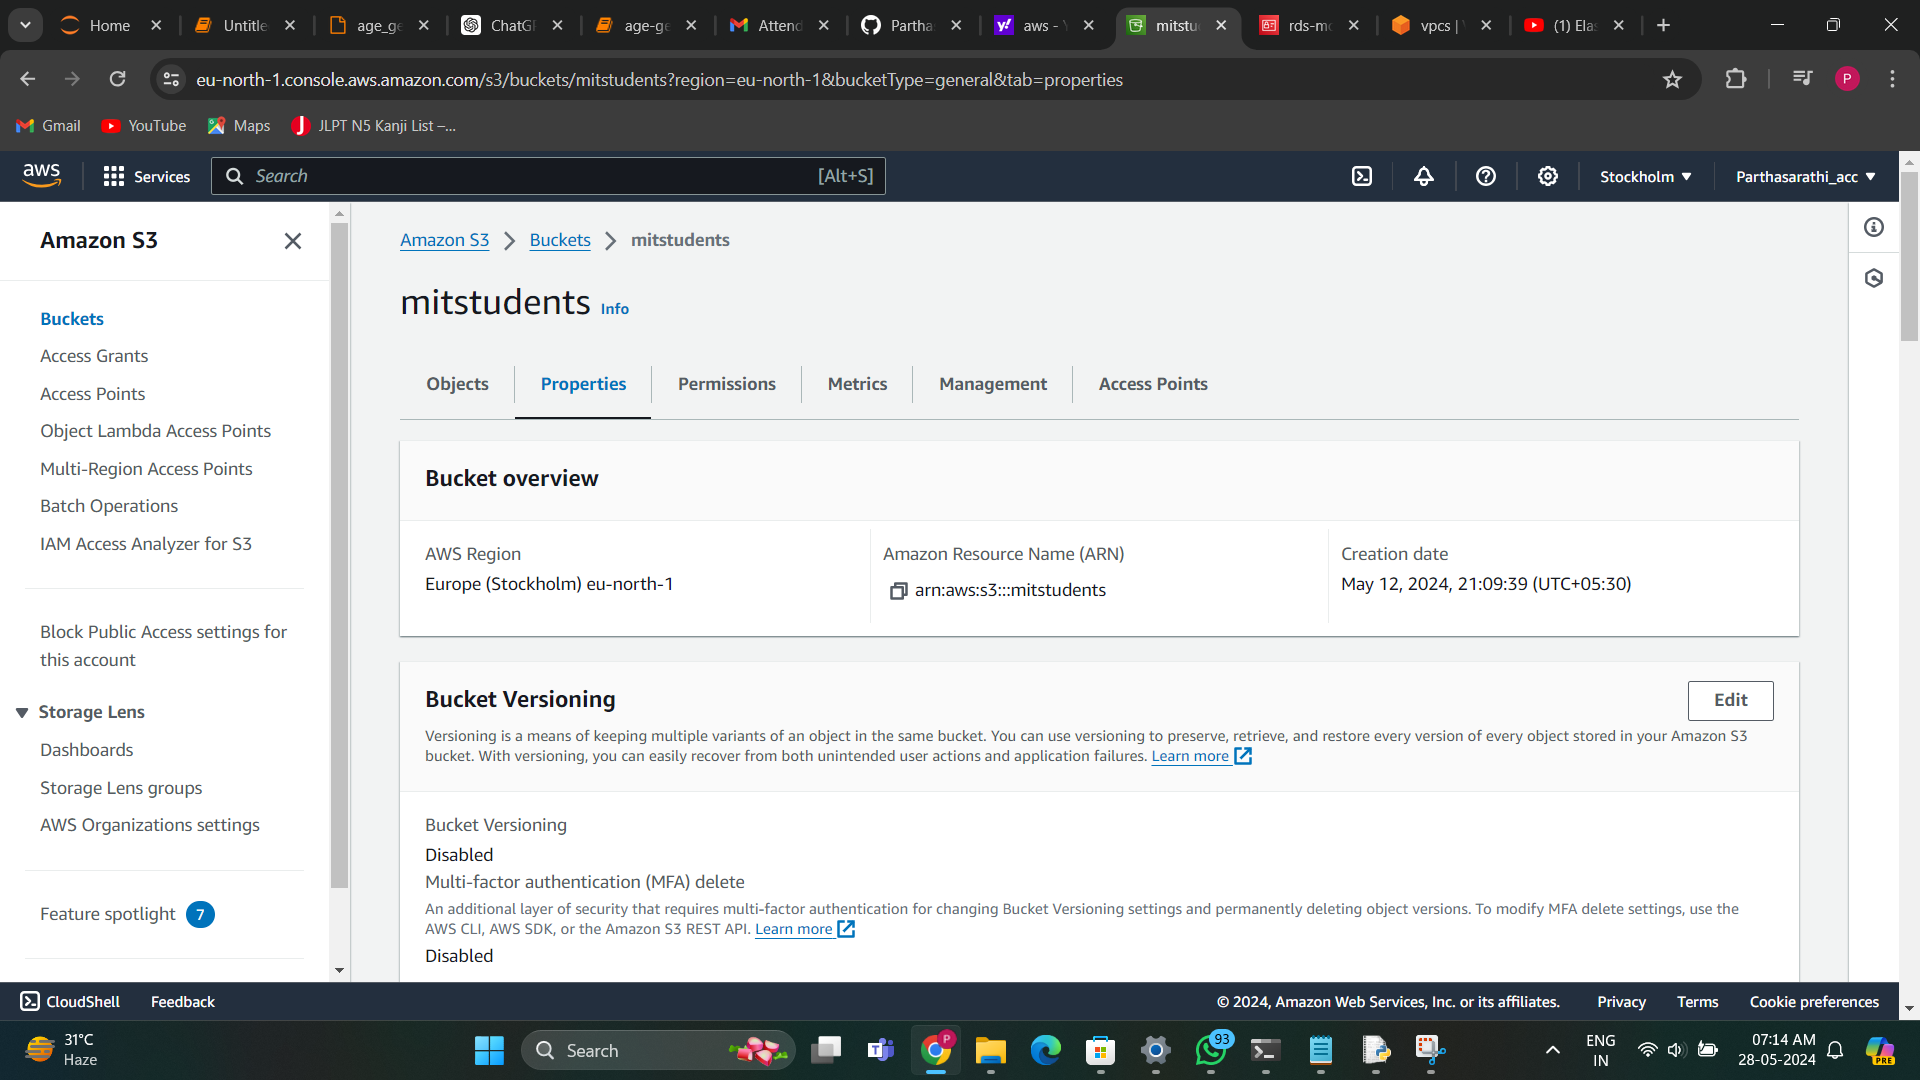 Home
Untitle
age_ge
ChatGP
age-ge
Attend
Partha
aws - Y
mitstu
rds-mo
vpcs |
(1) Ela
eu-north-1.console.aws.amazon.com/s3/buckets/mitstudents?region=eu-north-1&bucketType=general&tab=properties
P
Gmail
YouTube
Maps
JLPT N5 Kanji List –...
aws
Services
Search
[Alt+S]
Stockholm
Parthasarathi_acc
Amazon S3
Buckets
Access Grants
Access Points
Object Lambda Access Points
Multi-Region Access Points
Batch Operations
IAM Access Analyzer for S3
Block Public Access settings for
this account
Storage Lens
Dashboards
Storage Lens groups
AWS Organizations settings
Feature spotlight 7
Amazon S3 > Buckets > mitstudents
mitstudents Info
Objects
Properties
Permissions
Metrics
Management
Access Points
Bucket overview
AWS Region
Europe (Stockholm) eu-north-1
Amazon Resource Name (ARN)
arn:aws:s3:::mitstudents
Creation date
May 12, 2024, 21:09:39 (UTC+05:30)
Bucket Versioning
Edit
Versioning is a means of keeping multiple variants of an object in the same bucket. You can use versioning to preserve, retrieve, and restore every version of every object stored in your Amazon S3
bucket. With versioning, you can easily recover from both unintended user actions and application failures. Learn more
Bucket Versioning
Disabled
Multi-factor authentication (MFA) delete
An additional layer of security that requires multi-factor authentication for changing Bucket Versioning settings and permanently deleting object versions. To modify MFA delete settings, use the
AWS CLI, AWS SDK, or the Amazon S3 REST API. Learn more
Disabled
CloudShell
Feedback
© 2024, Amazon Web Services, Inc. or its affiliates.
Privacy
Terms
Cookie preferences
31°C
Haze
Search
P
93
ENG
IN
07:14 AM
28-05-2024
PRE